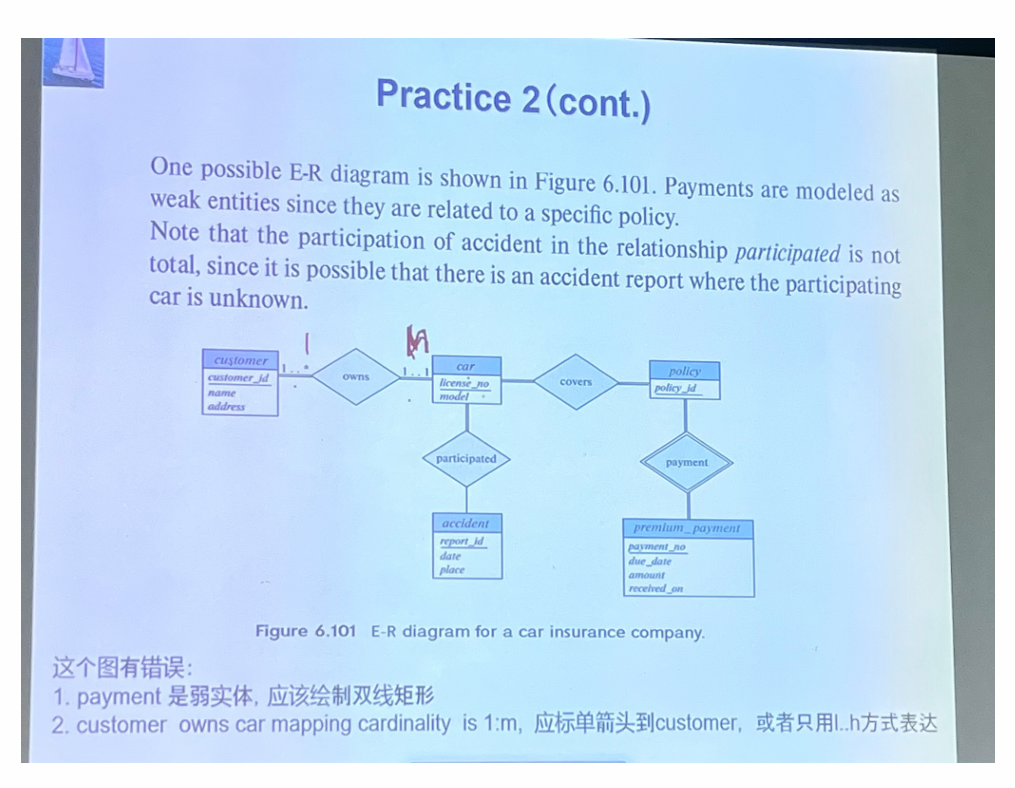 Practice 2(cont.)
One possible E-R diagram is shown in Figure 6.101. Payments are modeled as
weak entities since they are related to a specific policy.
Note that the participation of accident in the relationship participated is not
total, since it is possible that there is an accident report where the participating
car is unknown.
1
customer
customer_id
name
address
1..*
owns
1..1
car
license_no
model
covers
policy
policy_id
participated
payment
accident
report_id
date
place
premium_payment
payment_no
due_date
amount
received_on
Figure 6.101 E-R diagram for a car insurance company.
这个图有错误:
1. payment 是弱实体, 应该绘制双线矩形
2. customer owns car mapping cardinality is 1:m, 应标单箭头到customer, 或者只用l..h方式表达